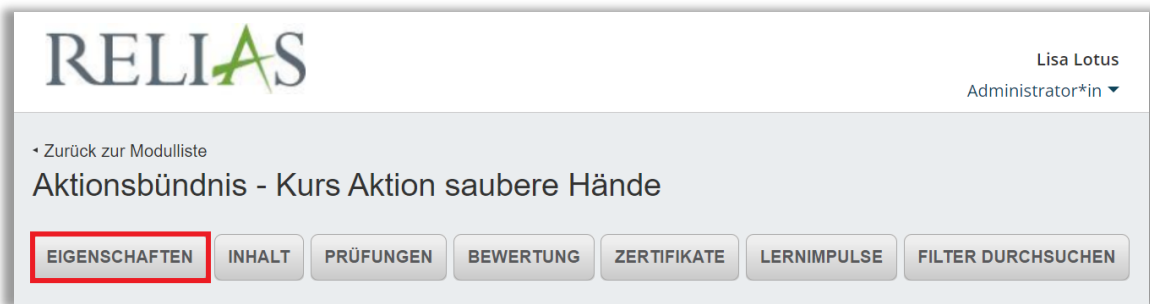 RELIAS
Lisa Lotus
Administrator*in
Zurück zur Modulliste
Aktionsbündnis - Kurs Aktion saubere Hände
EIGENSCHAFTEN INHALT PRÜFUNGEN BEWERTUNG ZERTIFIKATE LERNIMPULSE FILTER DURCHSUCHEN